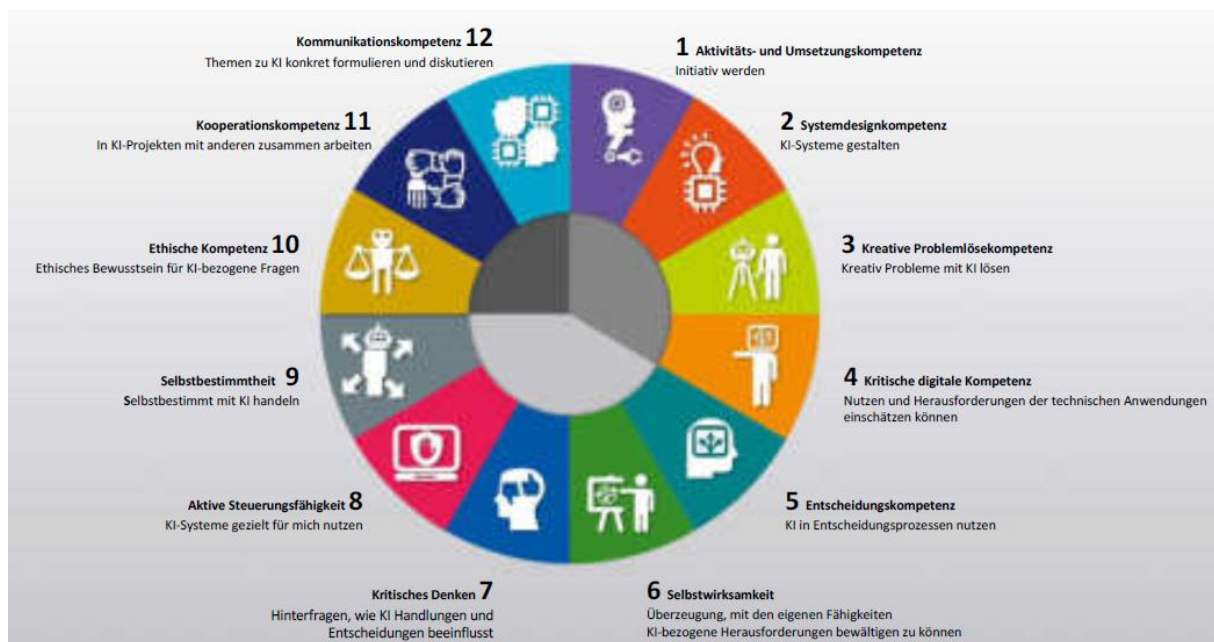 1 Aktivitäts- und Umsetzungskompetenz
Initiativ werden
2 Systemdesignkompetenz
KI-Systeme gestalten
3 Kreative Problemlösekompetenz
Kreativ Probleme mit KI lösen
4 Kritische digitale Kompetenz
Nutzen und Herausforderungen der technischen Anwendungen
einschätzen können
5 Entscheidungskompetenz
KI in Entscheidungsprozessen nutzen
6 Selbstwirksamkeit
Überzeugung, mit den eigenen Fähigkeiten
KI-bezogene Herausforderungen bewältigen zu können
Kritisches Denken 7
Hinterfragen, wie KI Handlungen und
Entscheidungen beeinflusst
Aktive Steuerungsfähigkeit 8
KI-Systeme gezielt für mich nutzen
Selbstbestimmtheit 9
Selbstbestimmt mit KI handeln
Ethische Kompetenz 10
Ethisches Bewusstsein für KI-bezogene Fragen
Kooperationskompetenz 11
In KI-Projekten mit anderen zusammen arbeiten
Kommunikationskompetenz 12
Themen zu KI konkret formulieren und diskutieren